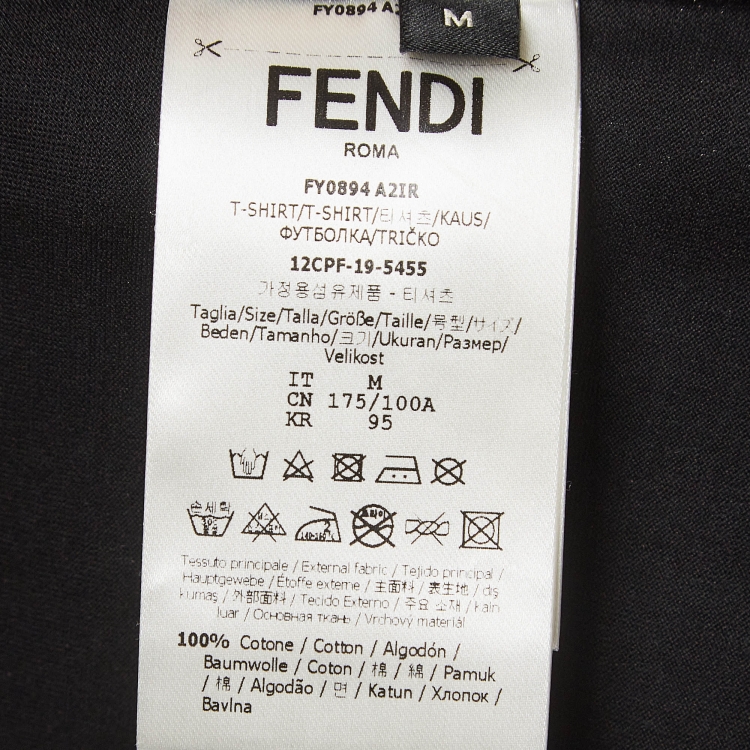 FY0894 A2
M
FENDI
ROMA
FY0894 A2IR
T-SHIRT/T-SHIRT/티셔츠/KAUS/
ФУТБОЛКА/TRIČKO
12CPF-19-5455
가정용섬유제품 - 티셔츠
Taglia/Size/Talla/Größe/Taille/号型/サイズ/
Beden/Tamanho/크기/Ukuran/Размер/
Velikost
IT M
CN 175/100A
KR 95
손세탁
Tessuto principale / External fabric / Tejido principal /
Hauptgewebe / Étoffe externe / 主面料 / 表生地 / dış
kumaş / 外部面料 / Tecido Externo / 주요 소재 / kain
luar / Основная ткань / Vrchový materiál
100% Cotone / Cotton / Algodón /
Baumwolle / Coton / 棉 / 綿 / Pamuk
/ 棉 / Algodão / 면 / Katun / Хлопок /
Bavlna